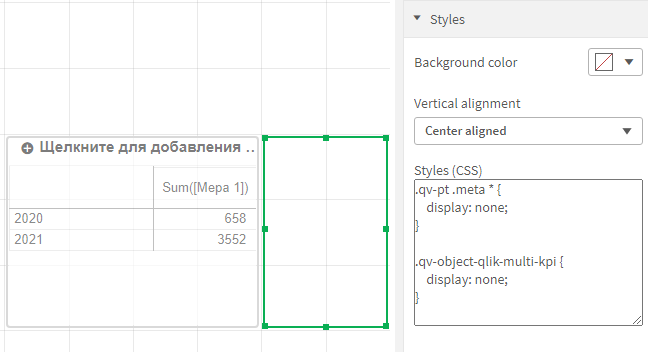 Щелкните для добавления ..
Sum([Мера 1])
2020 658
2021 3552
Styles
Background color
Vertical alignment
Center aligned
Styles (CSS)
.qv-pt .meta * {
display: none;
}
.qv-object-qlik-multi-kpi {
display: none;
}